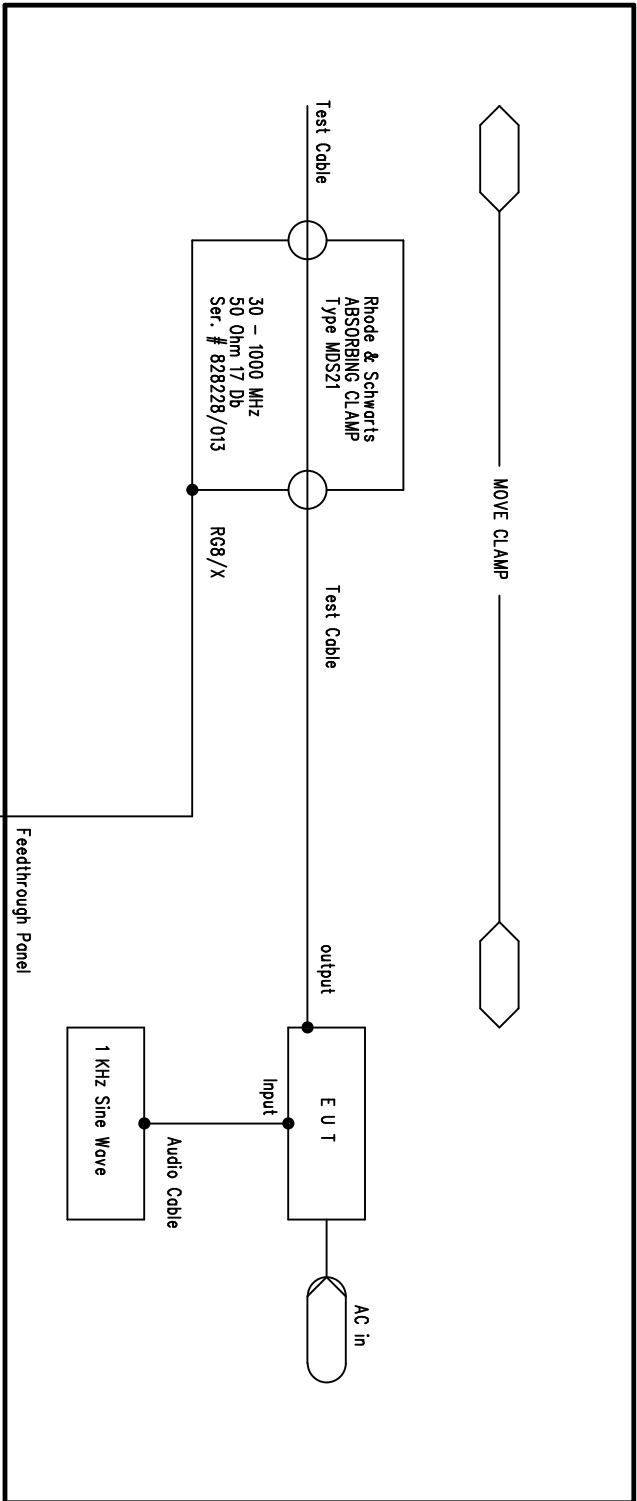 MOVE CLAMP
Test Cable
Rhode & Schwarts
ABSORBING CLAMP
Type MDS21
30 - 1000 MHz
50 Ohm 17 Db
Ser. # 828228/013
RG8/X
Test Cable
output
E U T
Input
AC in
Audio Cable
1 KHz Sine Wave
Feedthrough Panel